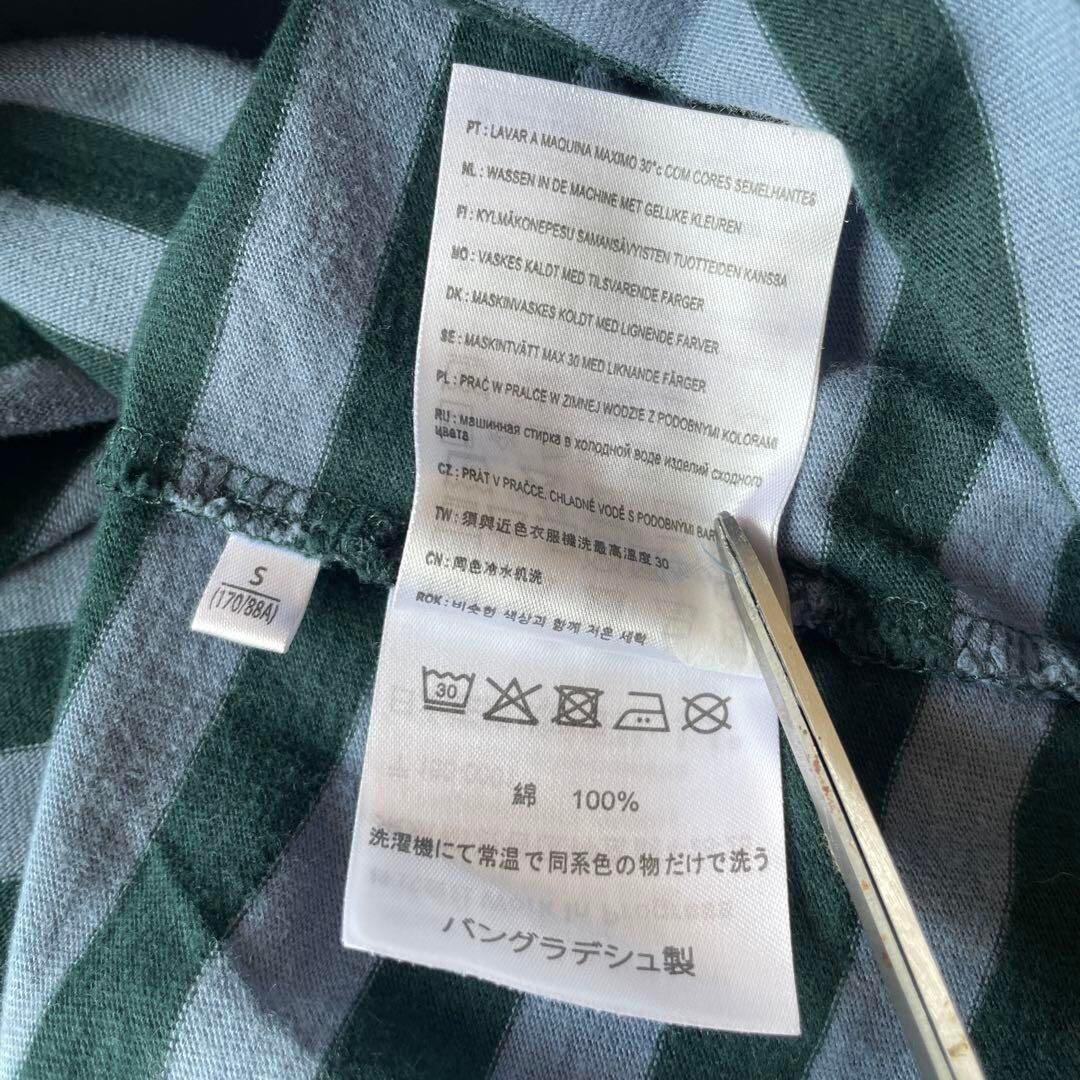 PT : LAVAR A MAQUINA MAXIMO 30°c COM CORES SEMELHANTES
NL : WASSEN IN DE MACHINE MET GELIJKE KLEUREN
FI : KYLMÄKONEPESU SAMANSÄVYISTEN TUOTTEIDEN KANSSA
NO : VASKES KALDT MED TILSVARENDE FARGER
DK : MASKINVASKES KOLDT MED LIGNENDE FARVER
SE : MASKINTVÄTT MAX 30 MED LIKNANDE FÄRGER
PL : PRAĆ W PRALCE W ZIMNEJ WODZIE Z PODOBNYMI KOLORAMI
RU : машинная стирка в холодной воде изделий сходного
цвета
CZ : PRÁT V PRAČCE, CHLADNÉ VODĚ S PODOBNYMI BAR
TW : 須與近色衣服機洗最高溫度30
CN : 同色冷水机洗
ROK : 비슷한 색상과 함께 저온 세탁
S
(170/88A)
30
綿 100%
洗濯機にて常温で同系色の物だけで洗う
バングラデシュ製